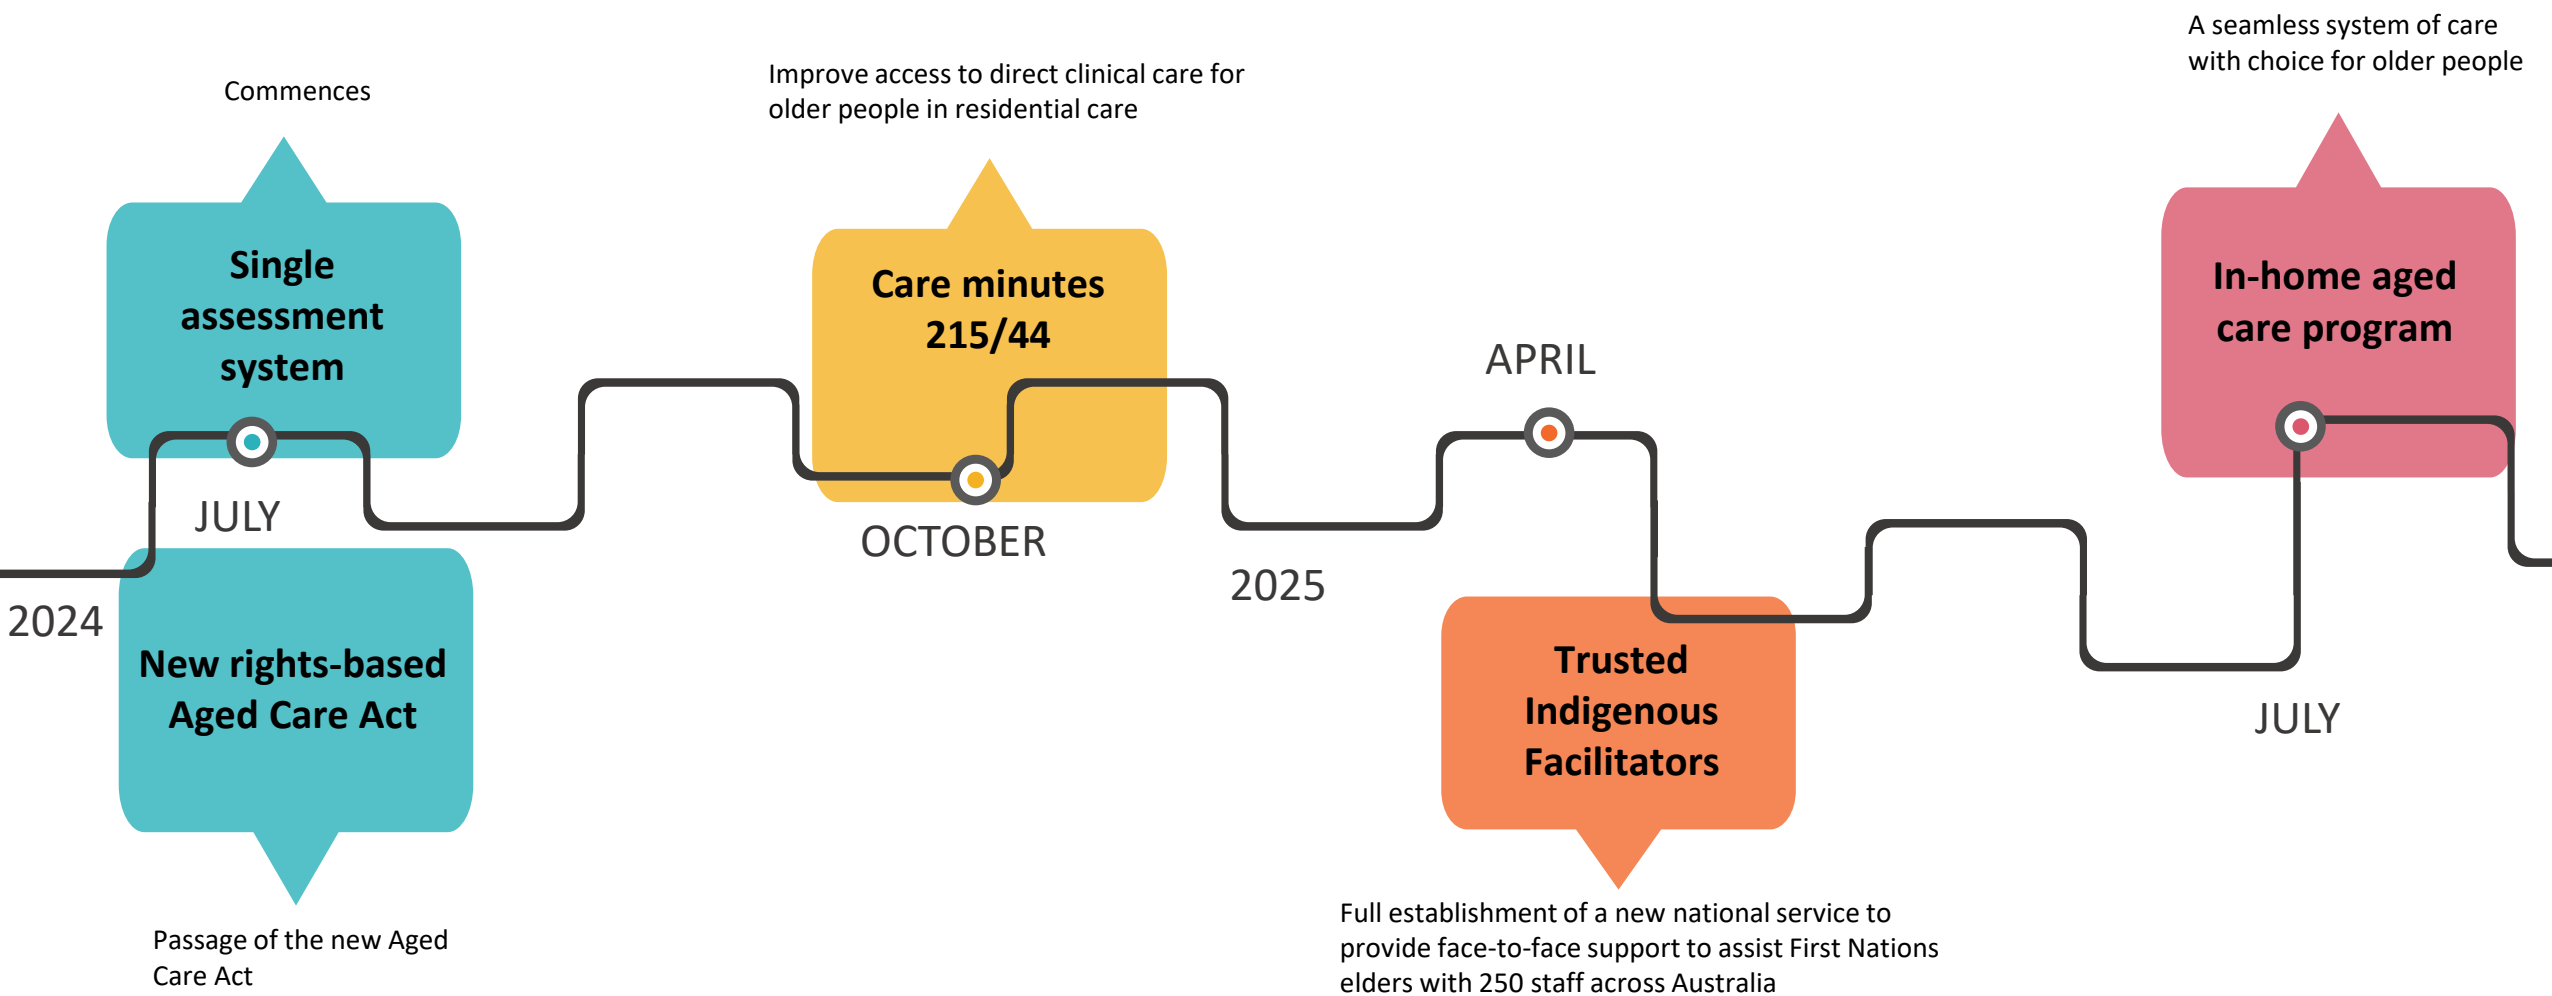 Commences
Single
assessment
system
JULY
2024
New rights-based
Aged Care Act
Passage of the new Aged
Care Act
Improve access to direct clinical care for
older people in residential care
Care minutes
215/44
OCTOBER
2025
APRIL
Trusted
Indigenous
Facilitators
Full establishment of a new national service to
provide face-to-face support to assist First Nations
elders with 250 staff across Australia
A seamless system of care
with choice for older people
In-home aged
care program
JULY